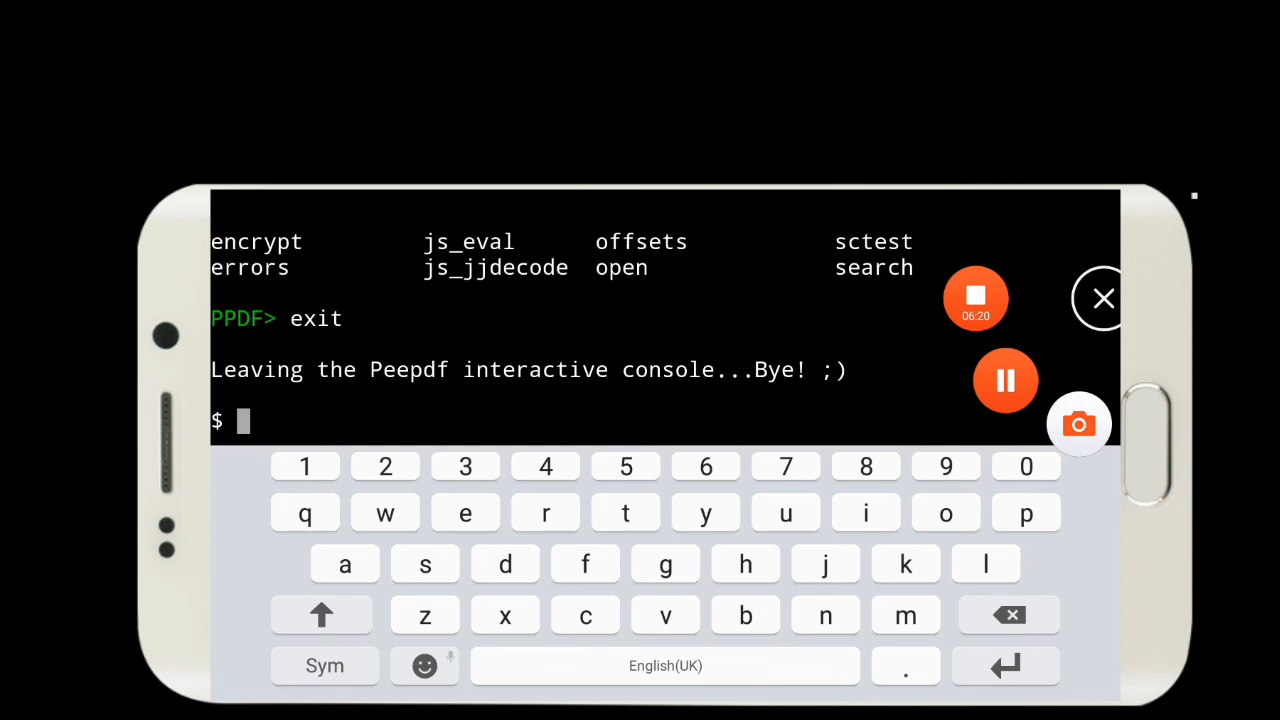 encrypt js_eval offsets sctest
errors js_jjdecode open search
PPDF> exit
06:20
Leaving the Peepdf interactive console...Bye! ;)
$
1 2 3 4 5 6 7 8 9 0
q w e r t y u i o p
a s d f g h j k l
z x c v b n m
Sym English(UK) .